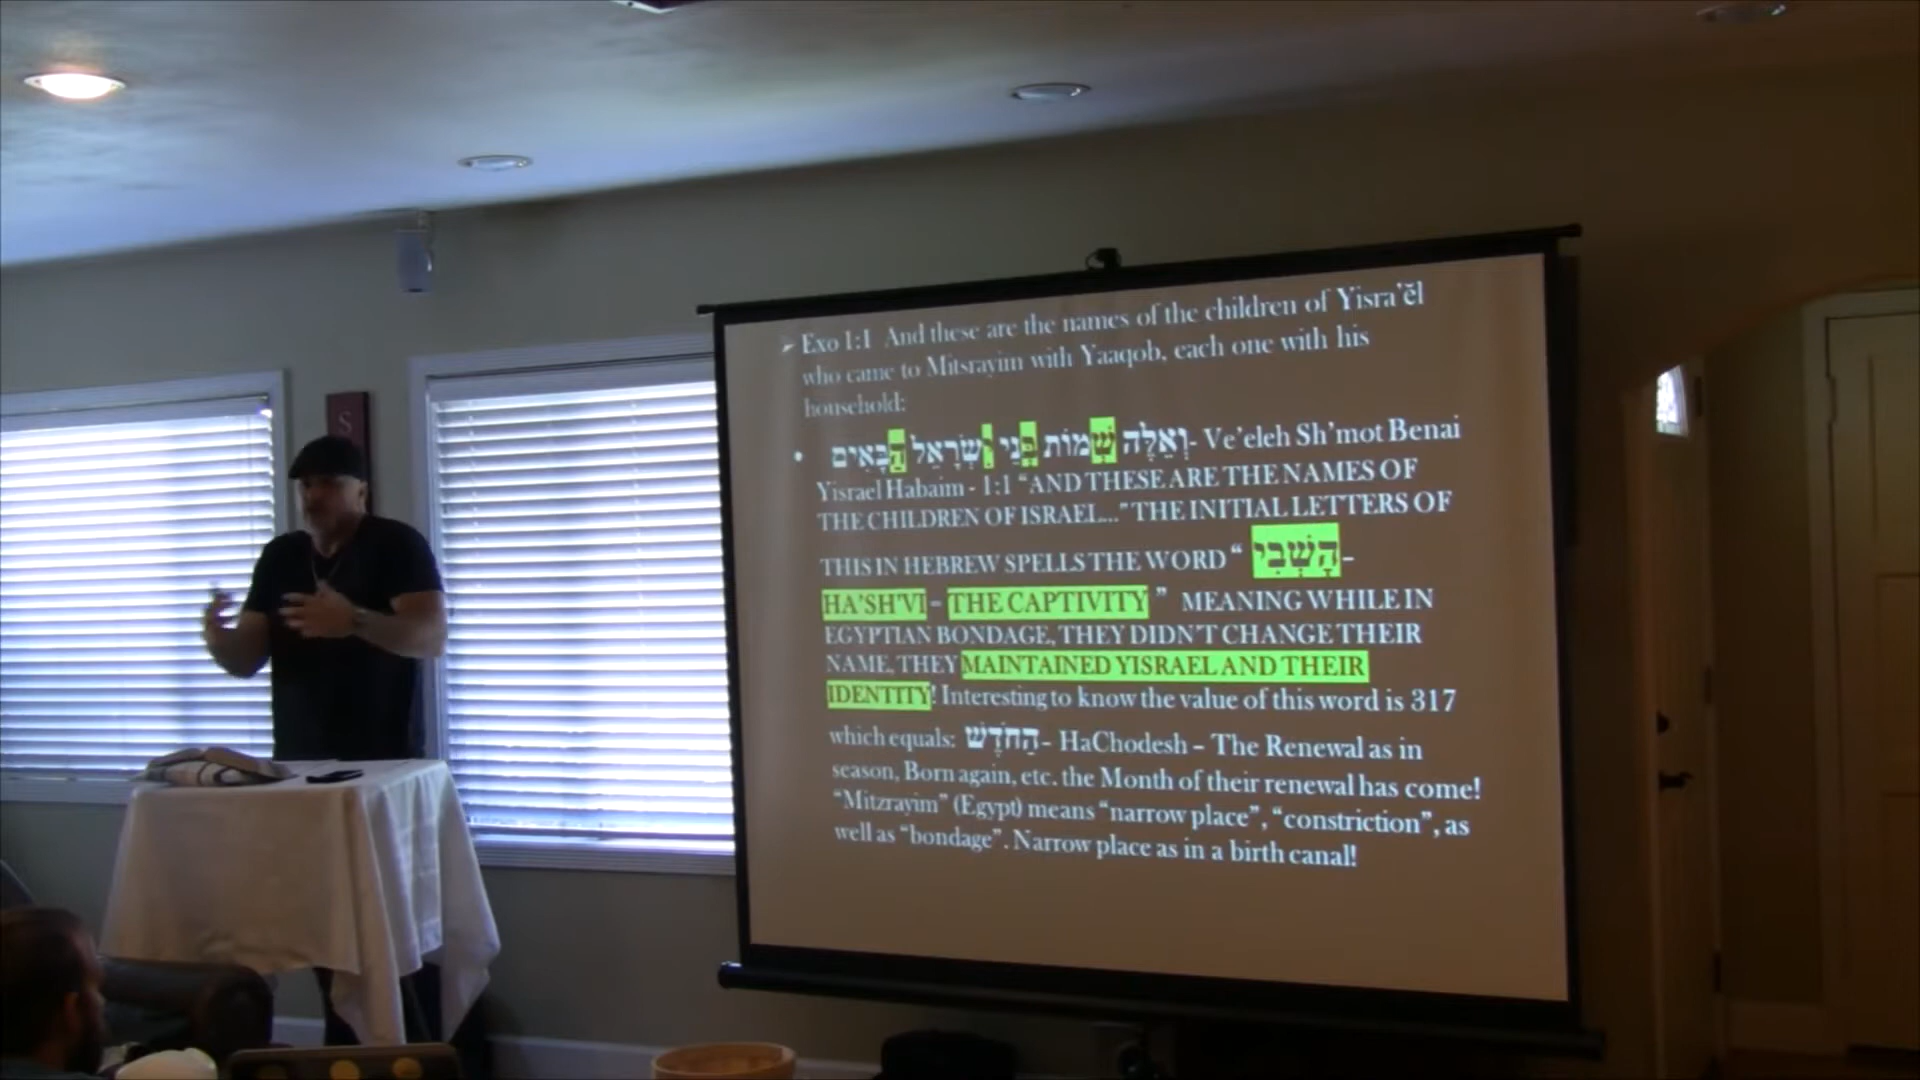 S
Exo 1:1 And these are the names of the children of Yisra'ĕl
who came to Mitsrayim with Yaaqob, each one with his
household:
וְאֵלֶּה שְׁמוֹת בְּנֵי יִשְׂרָאֵל הַבָּאִים- Ve'eleh Sh'mot Benai
Yisrael Habaim - 1:1 "AND THESE ARE THE NAMES OF
THE CHILDREN OF ISRAEL..." THE INITIAL LETTERS OF
THIS IN HEBREW SPELLS THE WORD " הָשְׁבִי –
HA'SH'VI – THE CAPTIVITY " MEANING WHILE IN
EGYPTIAN BONDAGE, THEY DIDN'T CHANGE THEIR
NAME, THEY MAINTAINED YISRAEL AND THEIR
IDENTITY! Interesting to know the value of this word is 317
which equals: הַחֹדֶשׁ- HaChodesh – The Renewal as in
season, Born again, etc. the Month of their renewal has come!
"Mitzrayim" (Egypt) means "narrow place", "constriction", as
well as "bondage". Narrow place as in a birth canal!